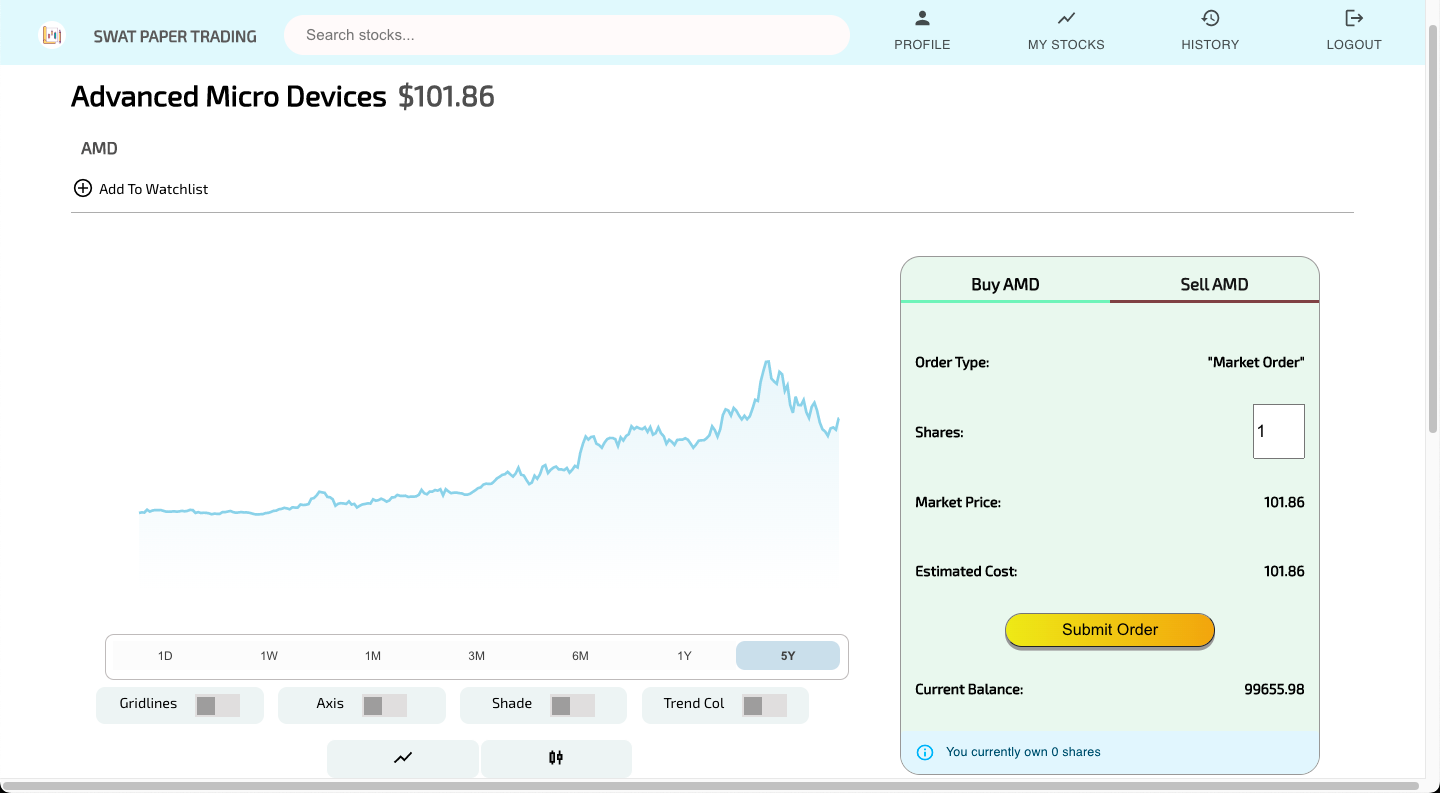 SWAT PAPER TRADING
Search stocks...
PROFILE
MY STOCKS
HISTORY
LOGOUT
Advanced Micro Devices $101.86
AMD
Add To Watchlist
1D 1W 1M 3M 6M 1Y 5Y
Gridlines Axis Shade Trend Col
Buy AMD Sell AMD
Order Type: "Market Order"
Shares: 1
Market Price: 101.86
Estimated Cost: 101.86
Submit Order
Current Balance: 99655.98
You currently own 0 shares